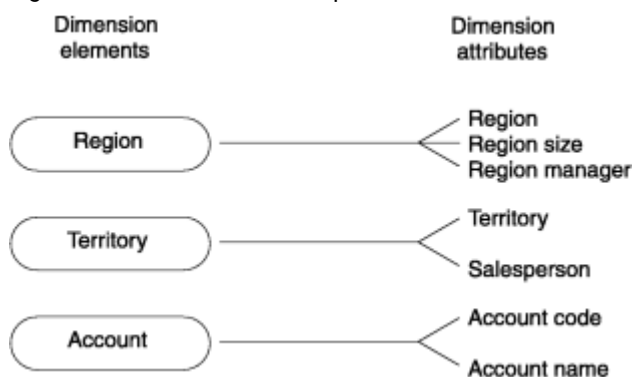 Dimension
elements
Dimension
attributes
Region
Region
Region size
Region manager
Territory
Territory
Salesperson
Account
Account code
Account name